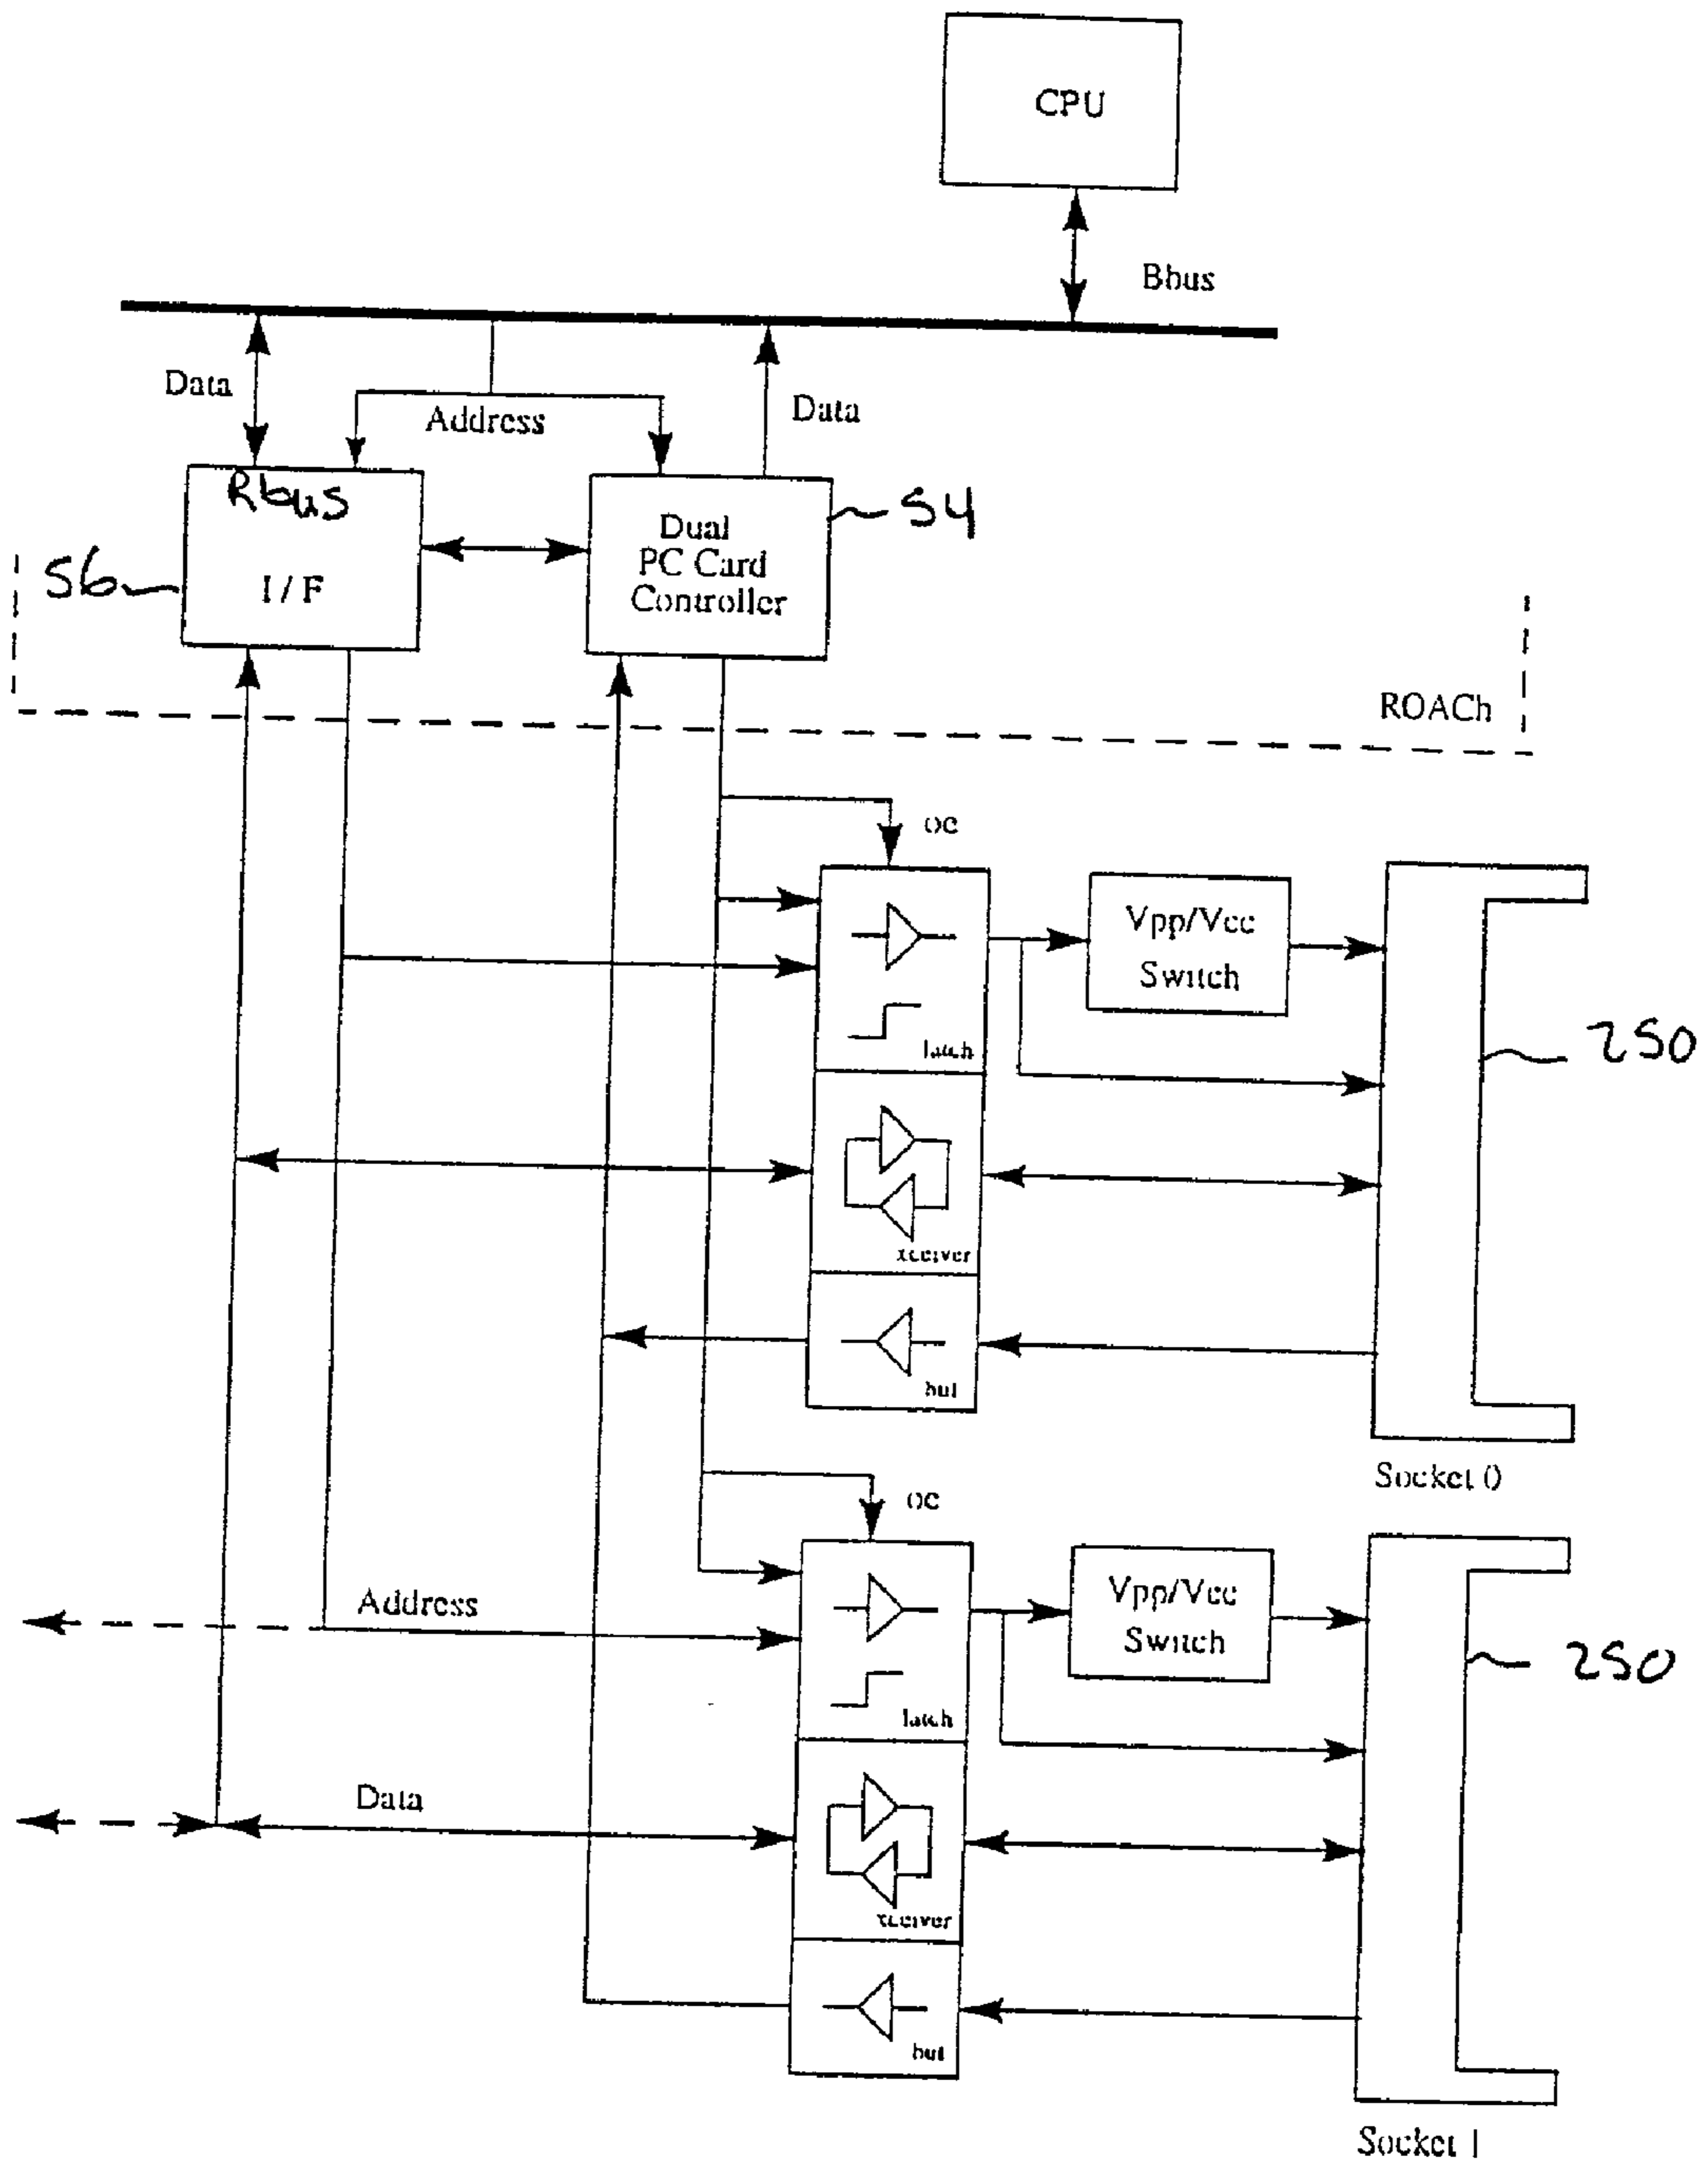 CPU
Bbus
Data
Address
Data
Rbus
I / F
56
Dual
PC Card
Controller
54
ROACh
oe
Vpp/Vcc
Switch
latch
250
xceiver
buf
Socket 0
oe
Vpp/Vcc
Switch
Address
latch
250
Data
xceiver
buf
Socket 1